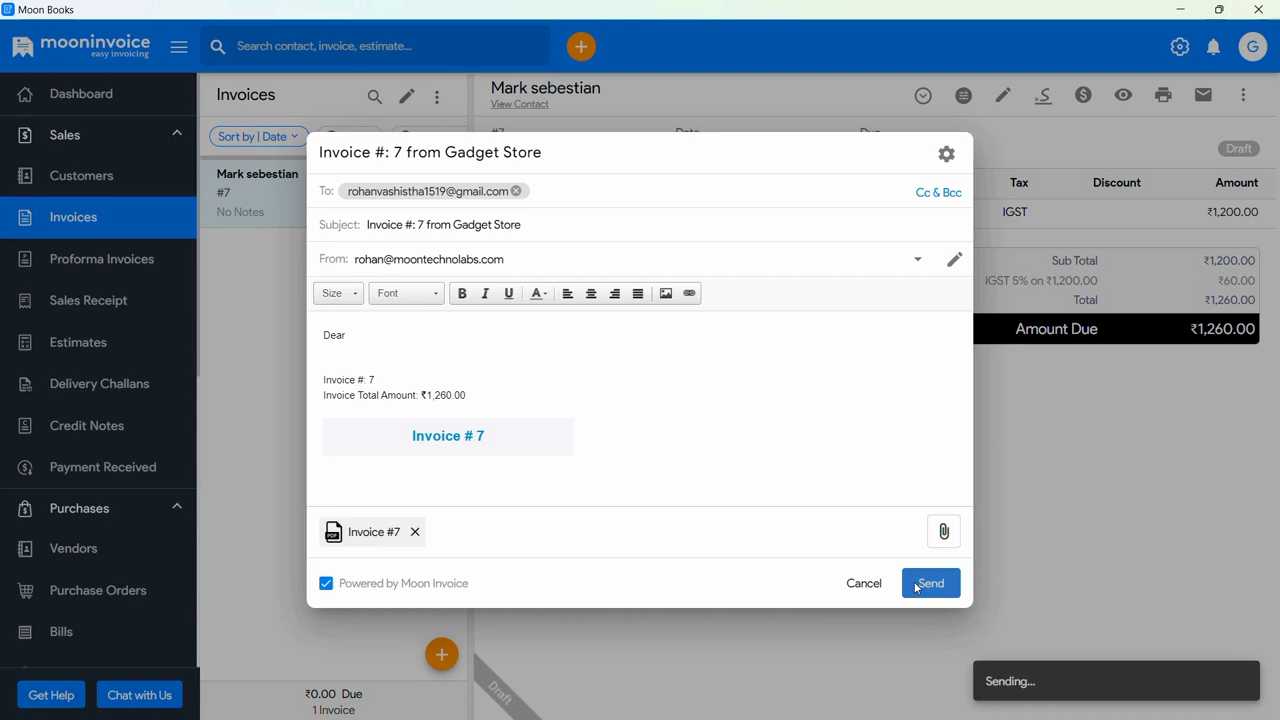 Moon Books
mooninvoice
easy invoicing
Search contact, invoice, estimate...
G
Dashboard
Sales
Customers
Invoices
Proforma Invoices
Sales Receipt
Estimates
Delivery Challans
Credit Notes
Payment Received
Purchases
Vendors
Purchase Orders
Bills
Get Help
Chat with Us
Invoices
Sort by | Date
Mark sebestian
#7
No Notes
₹0.00 Due
1 Invoice
Mark sebestian
View Contact
Draft
Tax Discount Amount
IGST ₹1,200.00
Sub Total ₹1,200.00
IGST 5% on ₹1,200.00 ₹60.00
Total ₹1,260.00
Amount Due ₹1,260.00
Draft
Invoice #: 7 from Gadget Store
To: rohanvashistha1519@gmail.com
Cc & Bcc
Subject: Invoice #: 7 from Gadget Store
From: rohan@moontechnolabs.com
Size Font B I U A
Dear
Invoice #: 7
Invoice Total Amount: ₹1,260.00
Invoice # 7
PDF Invoice #7
Powered by Moon Invoice
Cancel Send
Sending...